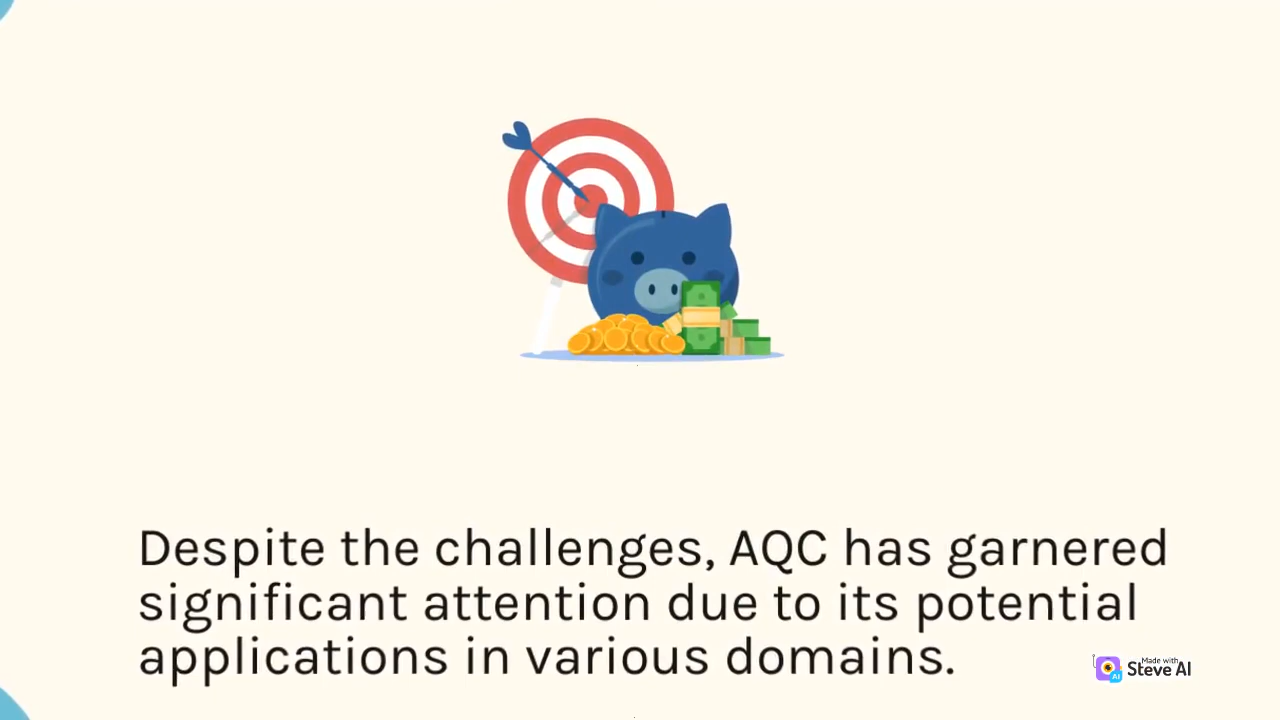 Despite the challenges, AQC has garnered
significant attention due to its potential
applications in various domains.
Made with
Steve AI
AI